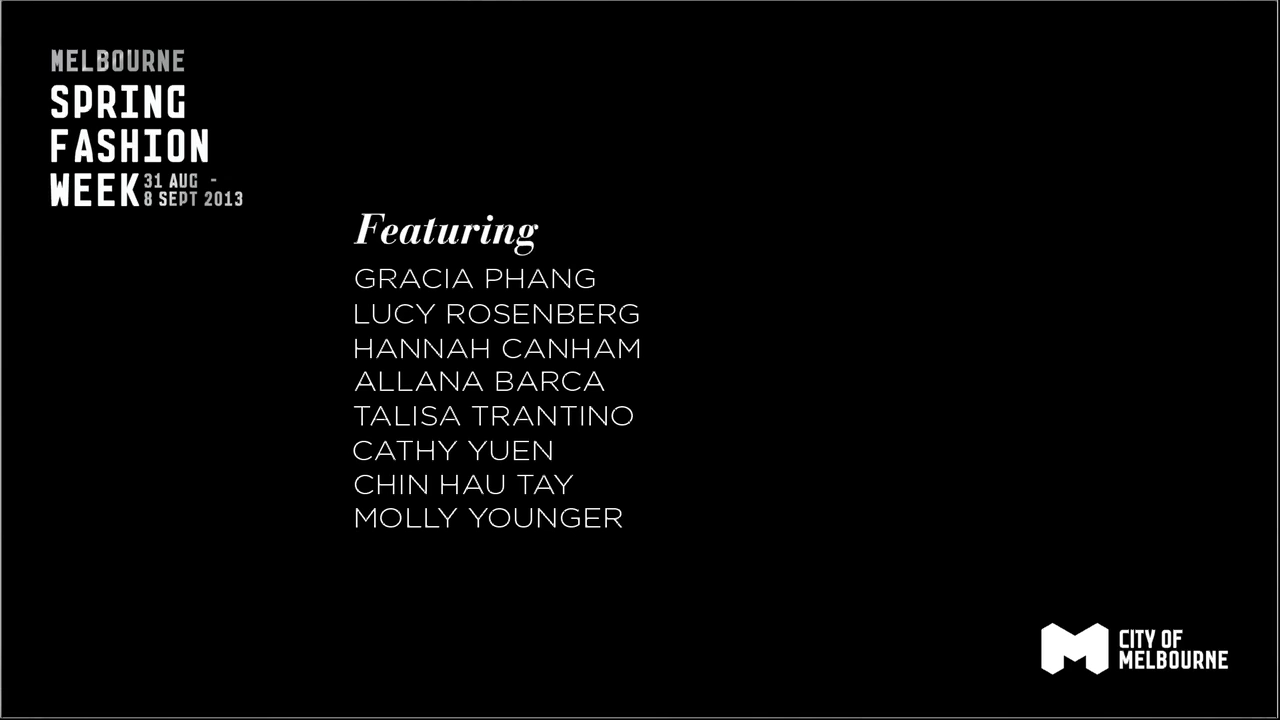 MELBOURNE
SPRING
FASHION
WEEK 31 AUG -
8 SEPT 2013
Featuring
GRACIA PHANG
LUCY ROSENBERG
HANNAH CANHAM
ALLANA BARCA
TALISA TRANTINO
CATHY YUEN
CHIN HAU TAY
MOLLY YOUNGER
CITY OF
MELBOURNE